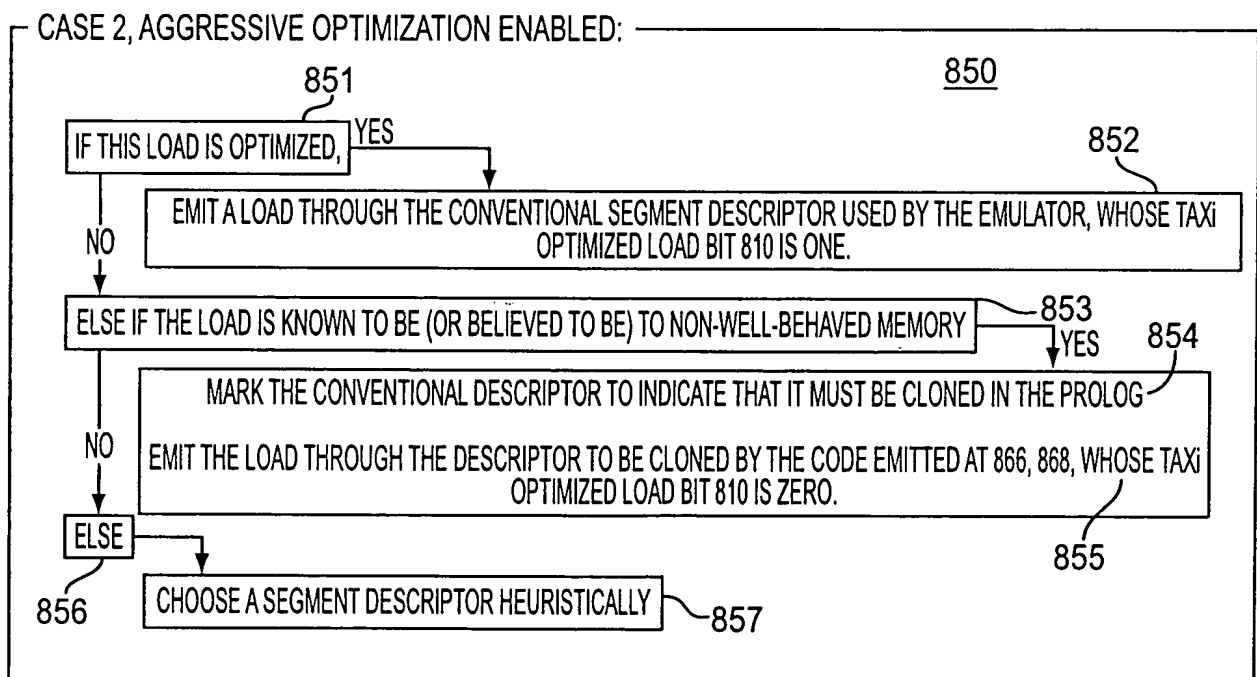 CASE 2, AGGRESSIVE OPTIMIZATION ENABLED:
850
851
IF THIS LOAD IS OPTIMIZED,
YES
852
EMIT A LOAD THROUGH THE CONVENTIONAL SEGMENT DESCRIPTOR USED BY THE EMULATOR, WHOSE TAXi
OPTIMIZED LOAD BIT 810 IS ONE.
NO
853
ELSE IF THE LOAD IS KNOWN TO BE (OR BELIEVED TO BE) TO NON-WELL-BEHAVED MEMORY
YES
854
MARK THE CONVENTIONAL DESCRIPTOR TO INDICATE THAT IT MUST BE CLONED IN THE PROLOG
NO
EMIT THE LOAD THROUGH THE DESCRIPTOR TO BE CLONED BY THE CODE EMITTED AT 866, 868, WHOSE TAXi
OPTIMIZED LOAD BIT 810 IS ZERO.
855
ELSE
856
CHOOSE A SEGMENT DESCRIPTOR HEURISTICALLY
857